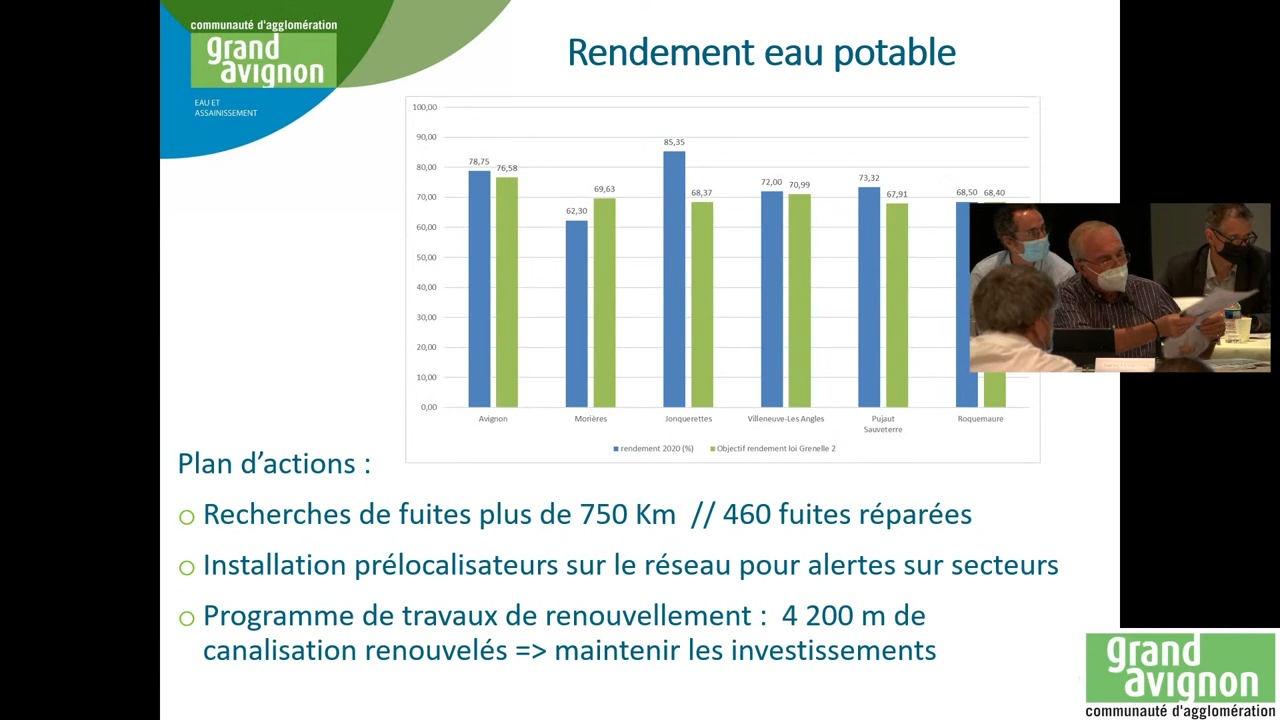 communauté d'agglomération
grand
avignon
EAU ET
ASSAINISSEMENT
Rendement eau potable
100,00
90,00
80,00
70,00
60,00
50,00
40,00
30,00
20,00
10,00
0,00
78,75
76,58
62,30
69,63
85,35
68,37
72,00
70,99
73,32
67,91
68,50
68,40
Avignon
Morières
Jonquerettes
Villeneuve-Les Angles
Pujaut
Sauveterre
Roquemaure
rendement 2020 (%)
Objectif rendement loi Grenelle 2
Plan d'actions :
Recherches de fuites plus de 750 Km // 460 fuites réparées
Installation prélocalisateurs sur le réseau pour alertes sur secteurs
Programme de travaux de renouvellement : 4 200 m de
canalisation renouvelés => maintenir les investissements
grand
avignon
communauté d'agglomération